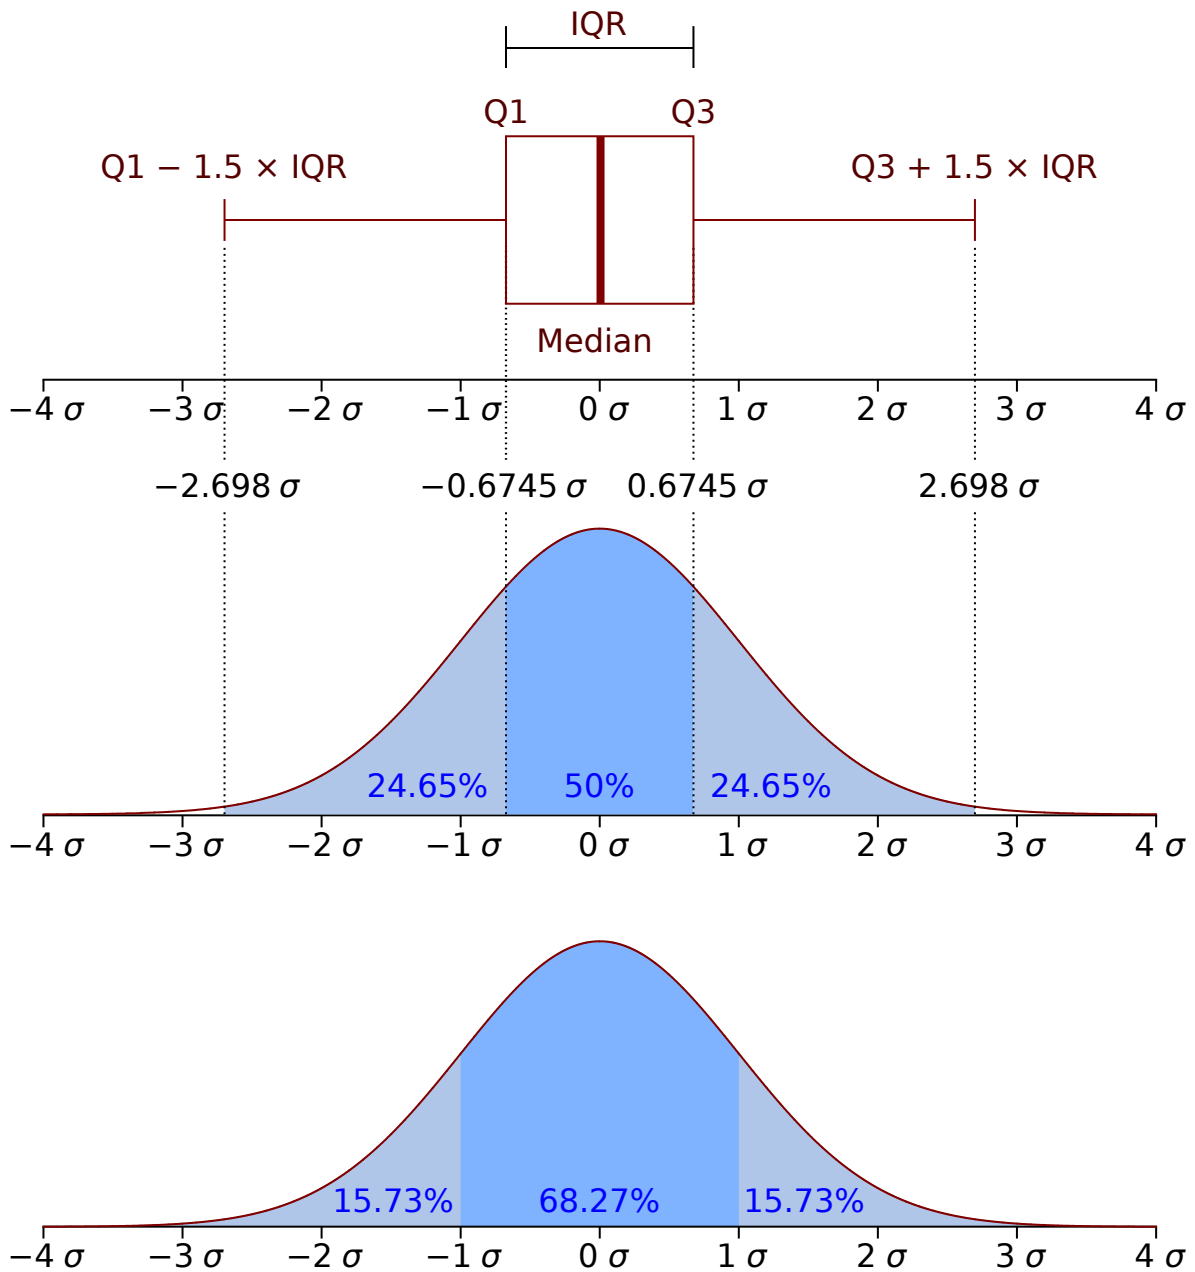 IQR
Q1 Q3
Q1 − 1.5 × IQR Q3 + 1.5 × IQR
Median
−4 σ −3 σ −2 σ −1 σ 0 σ 1 σ 2 σ 3 σ 4 σ
−2.698 σ −0.6745 σ 0.6745 σ 2.698 σ
24.65% 50% 24.65%
−4 σ −3 σ −2 σ −1 σ 0 σ 1 σ 2 σ 3 σ 4 σ
15.73% 68.27% 15.73%
−4 σ −3 σ −2 σ −1 σ 0 σ 1 σ 2 σ 3 σ 4 σ